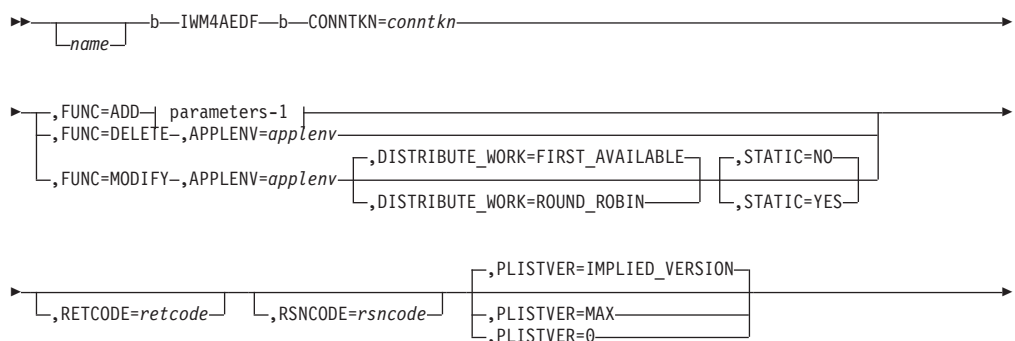 b IWM4AEDF b CONNTKN=conntkn
name
,FUNC=ADD parameters-1
,FUNC=DELETE ,APPLENV=applenv
,DISTRIBUTE_WORK=FIRST_AVAILABLE ,STATIC=NO
,FUNC=MODIFY ,APPLENV=applenv
,DISTRIBUTE_WORK=ROUND_ROBIN ,STATIC=YES
,PLISTVER=IMPLIED_VERSION
,RETCODE=retcode ,RSNCODE=rsncode ,PLISTVER=MAX
,PLISTVER=0